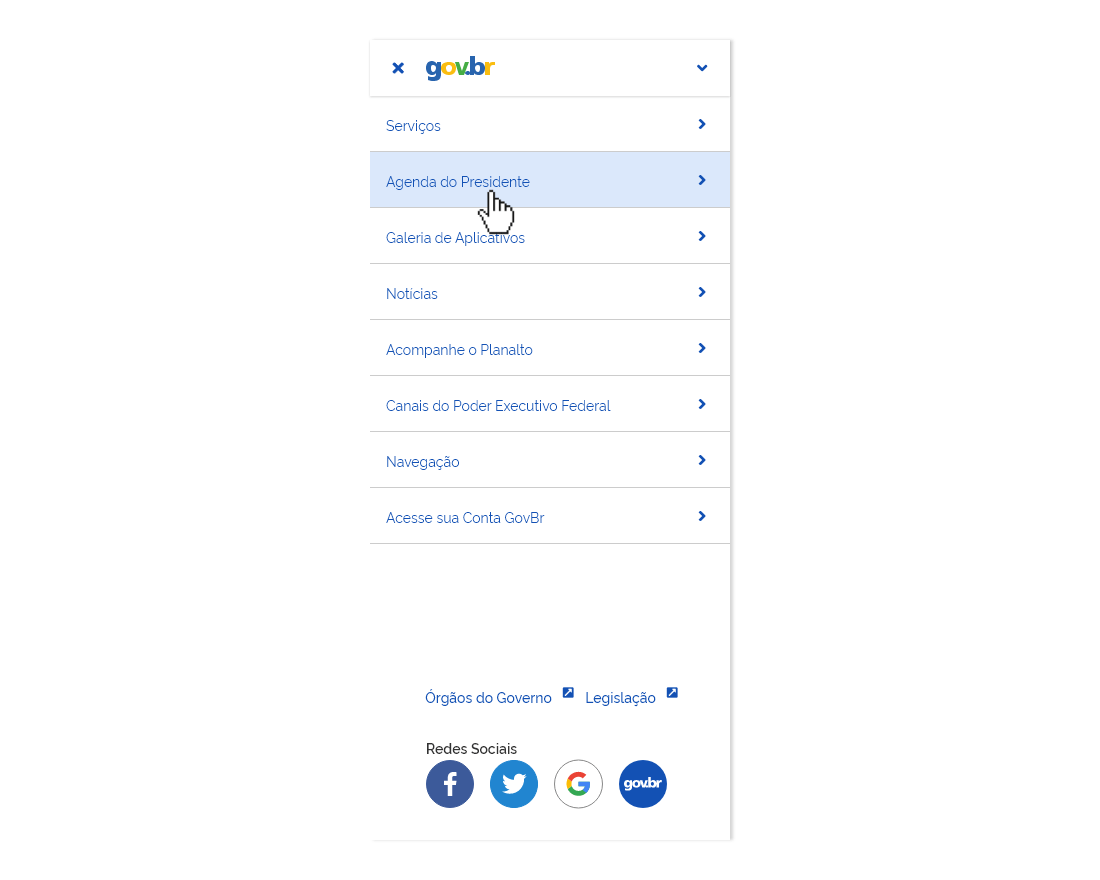 gov.br
Serviços
Agenda do Presidente
Galeria de Aplicativos
Notícias
Acompanhe o Planalto
Canais do Poder Executivo Federal
Navegação
Acesse sua Conta GovBr
Órgãos do Governo Legislação
Redes Sociais
gov.br